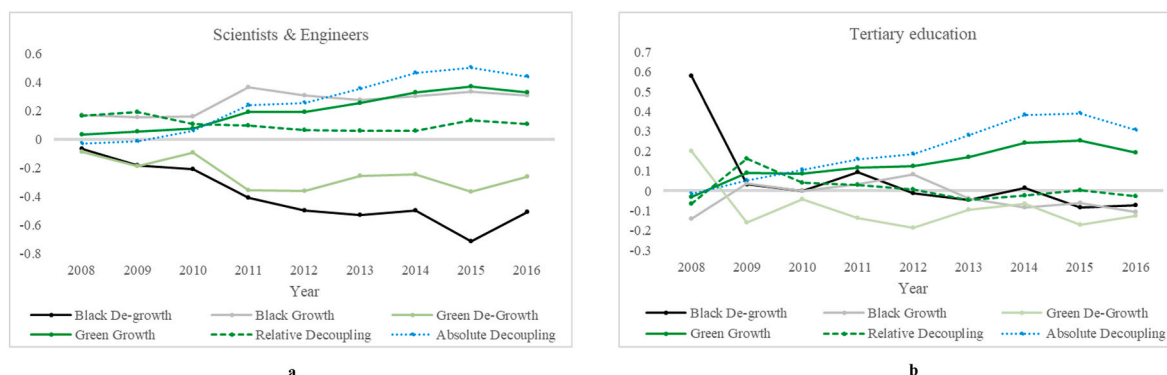 Scientists & Engineers
0.6
0.4
0.2
0
-0.2
-0.4
-0.6
-0.8
2008 2009 2010 2011 2012 2013 2014 2015 2016
Year
Black De-growth Black Growth Green De-Growth
Green Growth Relative Decoupling Absolute Decoupling
a
Tertiary education
0.7
0.6
0.5
0.4
0.3
0.2
0.1
0
-0.1
-0.2
-0.3
2008 2009 2010 2011 2012 2013 2014 2015 2016
Year
Black De-growth Black Growth Green De-Growth
Green Growth Relative Decoupling Absolute Decoupling
b